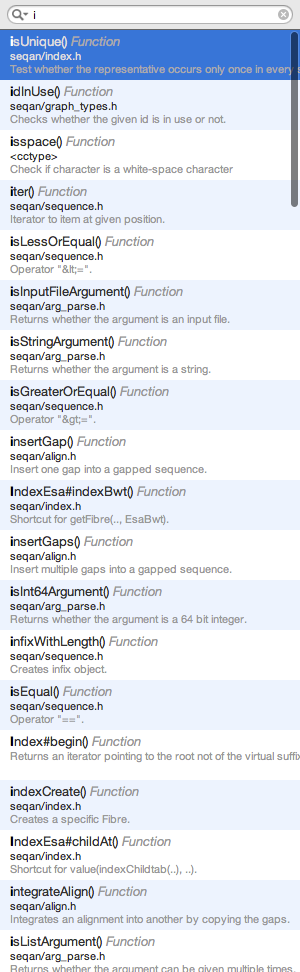 i
isUnique() Function
seqan/index.h
Test whether the representative occurs only once in every s
idInUse() Function
seqan/graph_types.h
Checks whether the given id is in use or not.
isspace() Function
<cctype>
Check if character is a white-space character
iter() Function
seqan/sequence.h
Iterator to item at given position.
isLessOrEqual() Function
seqan/sequence.h
Operator "&lt;=".
isInputFileArgument() Function
seqan/arg_parse.h
Returns whether the argument is an input file.
isStringArgument() Function
seqan/arg_parse.h
Returns whether the argument is a string.
isGreaterOrEqual() Function
seqan/sequence.h
Operator "&gt;=".
insertGap() Function
seqan/align.h
Insert one gap into a gapped sequence.
IndexEsa#indexBwt() Function
seqan/index.h
Shortcut for getFibre(.., EsaBwt).
insertGaps() Function
seqan/align.h
Insert multiple gaps into a gapped sequence.
isInt64Argument() Function
seqan/arg_parse.h
Returns whether the argument is a 64 bit integer.
infixWithLength() Function
seqan/sequence.h
Creates infix object.
isEqual() Function
seqan/sequence.h
Operator "==".
Index#begin() Function
Returns an iterator pointing to the root not of the virtual suffix
indexCreate() Function
seqan/index.h
Creates a specific Fibre.
IndexEsa#childAt() Function
seqan/index.h
Shortcut for value(indexChildtab(..), ..).
integrateAlign() Function
seqan/align.h
Integrates an alignment into another by copying the gaps.
isListArgument() Function
seqan/arg_parse.h
Returns whether the argument can be given multiple times.